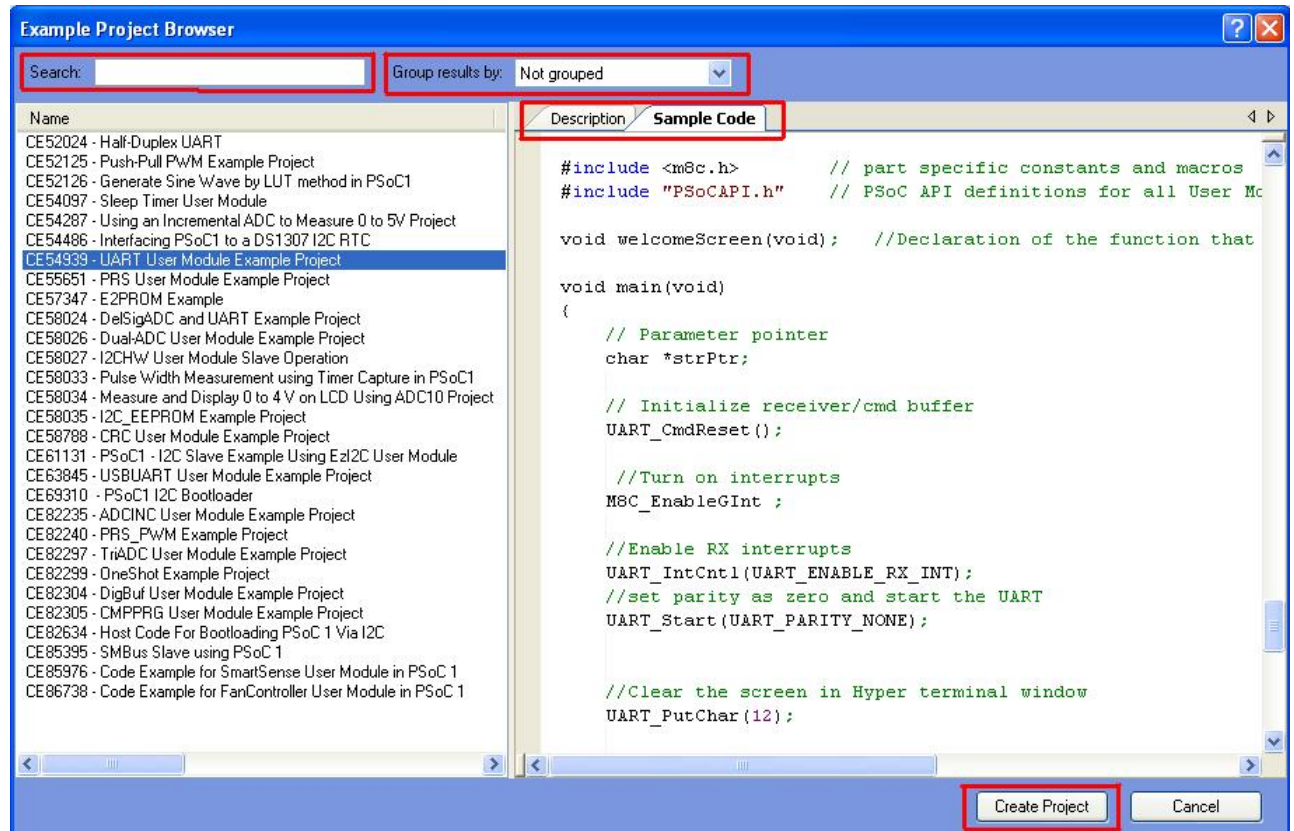 Example Project Browser
Search:
Group results by: Not grouped
Name
CE52024 - Half-Duplex UART
CE52125 - Push-Pull PWM Example Project
CE52126 - Generate Sine Wave by LUT method in PSoC1
CE54097 - Sleep Timer User Module
CE54287 - Using an Incremental ADC to Measure 0 to 5V Project
CE54486 - Interfacing PSoC1 to a DS1307 I2C RTC
CE54939 - UART User Module Example Project
CE55651 - PRS User Module Example Project
CE57347 - E2PROM Example
CE58024 - DelSigADC and UART Example Project
CE58026 - Dual-ADC User Module Example Project
CE58027 - I2CHW User Module Slave Operation
CE58033 - Pulse Width Measurement using Timer Capture in PSoC1
CE58034 - Measure and Display 0 to 4 V on LCD Using ADC10 Project
CE58035 - I2C_EEPROM Example Project
CE58788 - CRC User Module Example Project
CE61131 - PSoC1 - I2C Slave Example Using EzI2C User Module
CE63845 - USBUART User Module Example Project
CE69310 - PSoC1 I2C Bootloader
CE82235 - ADCINC User Module Example Project
CE82240 - PRS_PWM Example Project
CE82297 - TriADC User Module Example Project
CE82299 - OneShot Example Project
CE82304 - DigBuf User Module Example Project
CE82305 - CMPPRG User Module Example Project
CE82634 - Host Code For Bootloading PSoC 1 Via I2C
CE85395 - SMBus Slave using PSoC 1
CE85976 - Code Example for SmartSense User Module in PSoC 1
CE86738 - Code Example for FanController User Module in PSoC 1
Description Sample Code
#include <m8c.h> // part specific constants and macros
#include "PSoCAPI.h" // PSoC API definitions for all User Mo
void welcomeScreen(void); //Declaration of the function that
void main(void)
{
// Parameter pointer
char *strPtr;
// Initialize receiver/cmd buffer
UART_CmdReset();
//Turn on interrupts
M8C_EnableGInt ;
//Enable RX interrupts
UART_IntCntl(UART_ENABLE_RX_INT);
//set parity as zero and start the UART
UART_Start(UART_PARITY_NONE);
//Clear the screen in Hyper terminal window
UART_PutChar(12);
Create Project Cancel